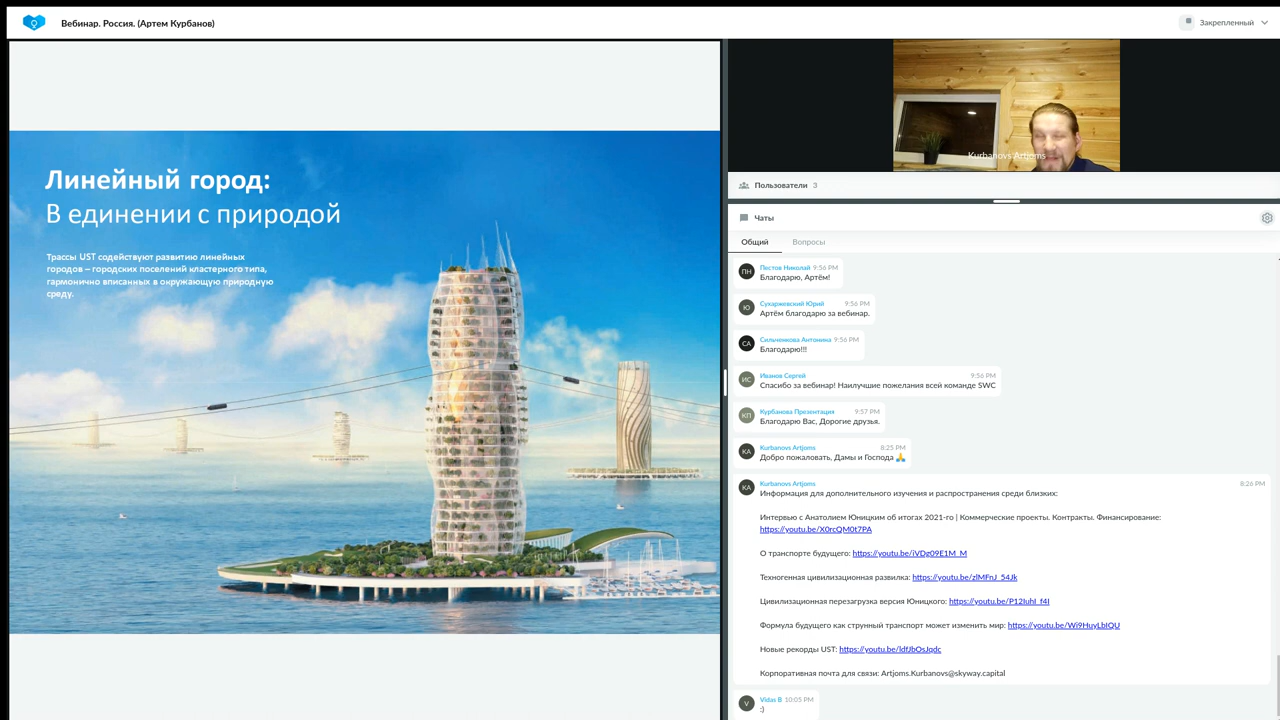 Вебинар. Россия. (Артем Курбанов)
Закрепленный
Линейный город:
В единении с природой
Трассы UST содействуют развитию линейных
городов – городских поселений кластерного типа,
гармонично вписанных в окружающую природную
среду.
Kurbanovs Artjoms
Пользователи 3
Чаты
Общий Вопросы
ПН Пестов Николай 9:56 PM
Благодарю, Артём!
Ю Сухаржевский Юрий 9:56 PM
Артём благодарю за вебинар.
СА Сильченкова Антонина 9:56 PM
Благодарю!!!
ИС Иванов Сергей 9:56 PM
Спасибо за вебинар! Наилучшие пожелания всей команде SWC
КП Курбанова Презентация 9:57 PM
Благодарю Вас, Дорогие друзья.
KA Kurbanovs Artjoms 8:25 PM
Добро пожаловать, Дамы и Господа 🙏
KA Kurbanovs Artjoms 8:26 PM
Информация для дополнительного изучения и распространения среди близких:
Интервью с Анатолием Юницким об итогах 2021-го | Коммерческие проекты. Контракты. Финансирование:
https://youtu.be/X0rcQM0t7PA
О транспорте будущего: https://youtu.be/iVDg09E1M_M
Техногенная цивилизационная развилка: https://youtu.be/zlMFnJ_54Jk
Цивилизационная перезагрузка версия Юницкого: https://youtu.be/P12IuhI_f4I
Формула будущего как струнный транспорт может изменить мир: https://youtu.be/Wi9HuyLbIQU
Новые рекорды UST: https://youtu.be/ldfJbOsJqdc
Корпоративная почта для связи: Artjoms.Kurbanovs@skyway.capital
V Vidas B 10:05 PM
:)